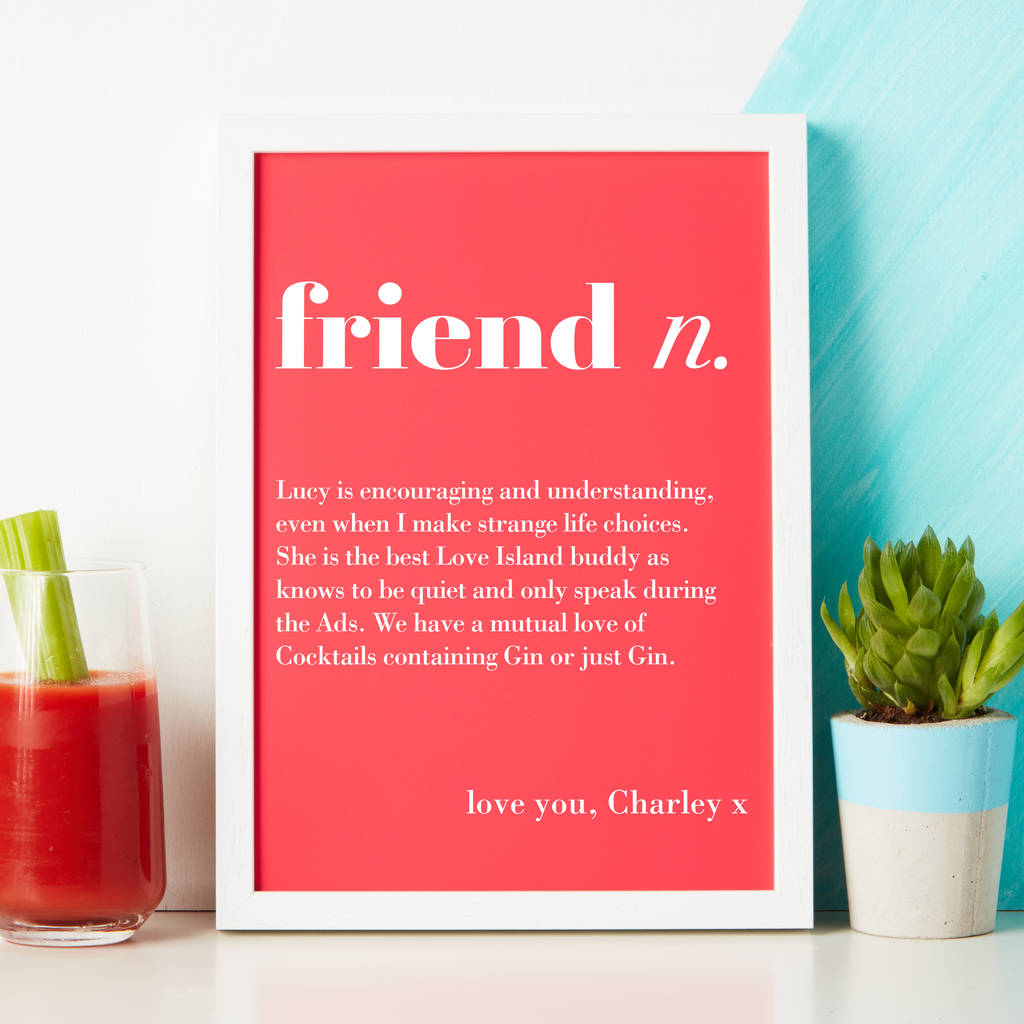 friend n.
Lucy is encouraging and understanding,
even when I make strange life choices.
She is the best Love Island buddy as
knows to be quiet and only speak during
the Ads. We have a mutual love of
Cocktails containing Gin or just Gin.
love you, Charley x